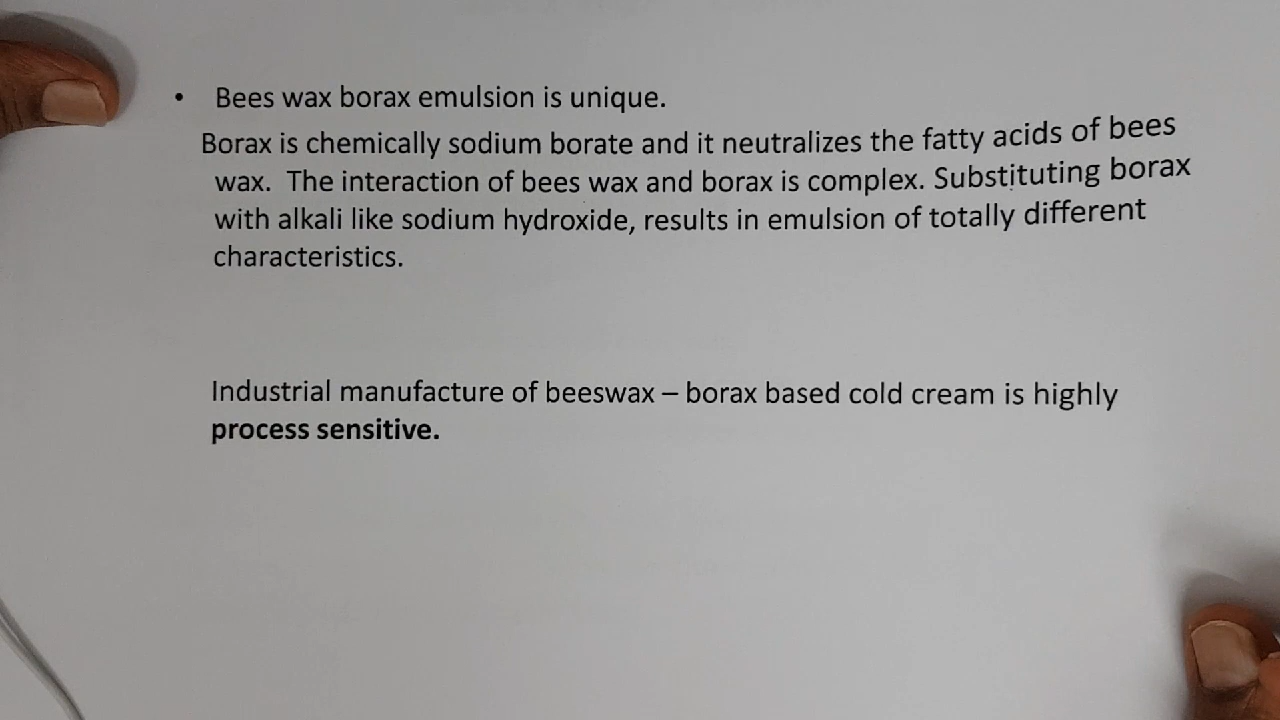 • Bees wax borax emulsion is unique.
Borax is chemically sodium borate and it neutralizes the fatty acids of bees
wax. The interaction of bees wax and borax is complex. Substituting borax
with alkali like sodium hydroxide, results in emulsion of totally different
characteristics.
Industrial manufacture of beeswax – borax based cold cream is highly
process sensitive.